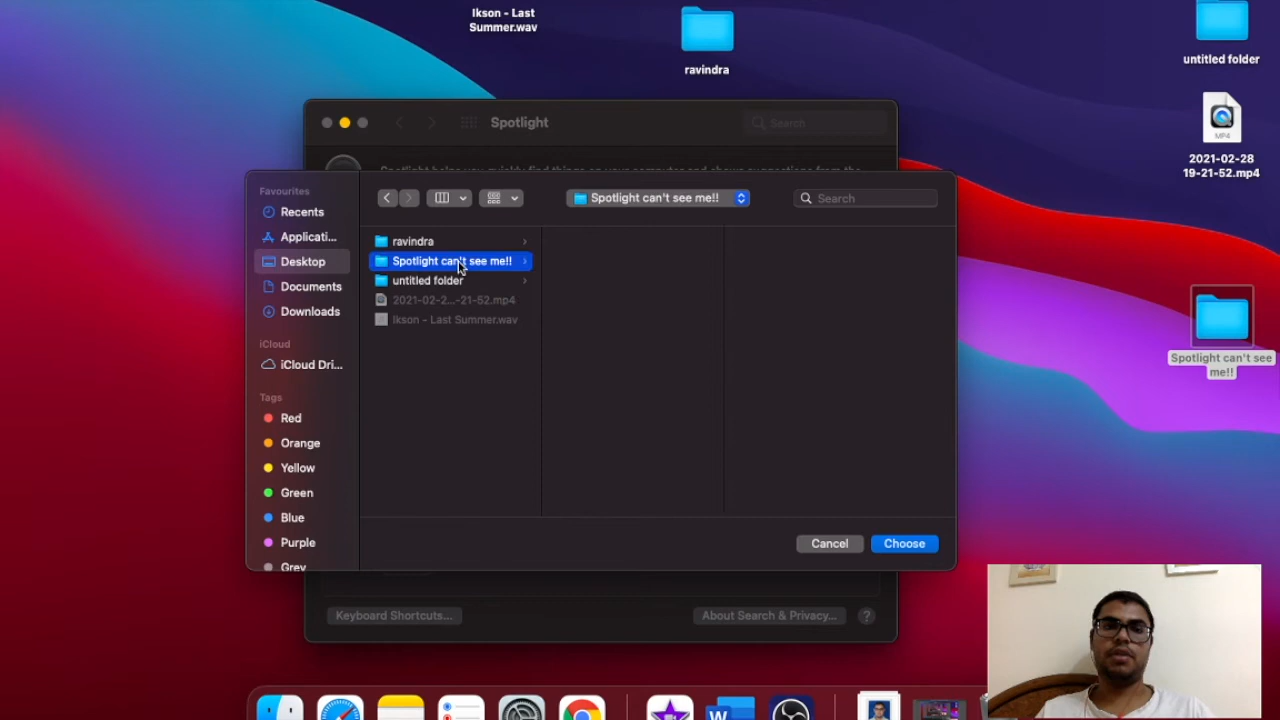 Ikson - Last
Summer.wav
ravindra
untitled folder
MP4
2021-02-28
19-21-52.mp4
Spotlight
Search
Favourites
Recents
Applicati...
Desktop
Documents
Downloads
iCloud
iCloud Dri...
Tags
Red
Orange
Yellow
Green
Blue
Purple
Grey
Spotlight can't see me!!
Search
ravindra
Spotlight can't see me!!
untitled folder
2021-02-2...-21-52.mp4
Ikson - Last Summer.wav
Cancel
Choose
Spotlight can't see
me!!
Keyboard Shortcuts...
About Search & Privacy...
?
W